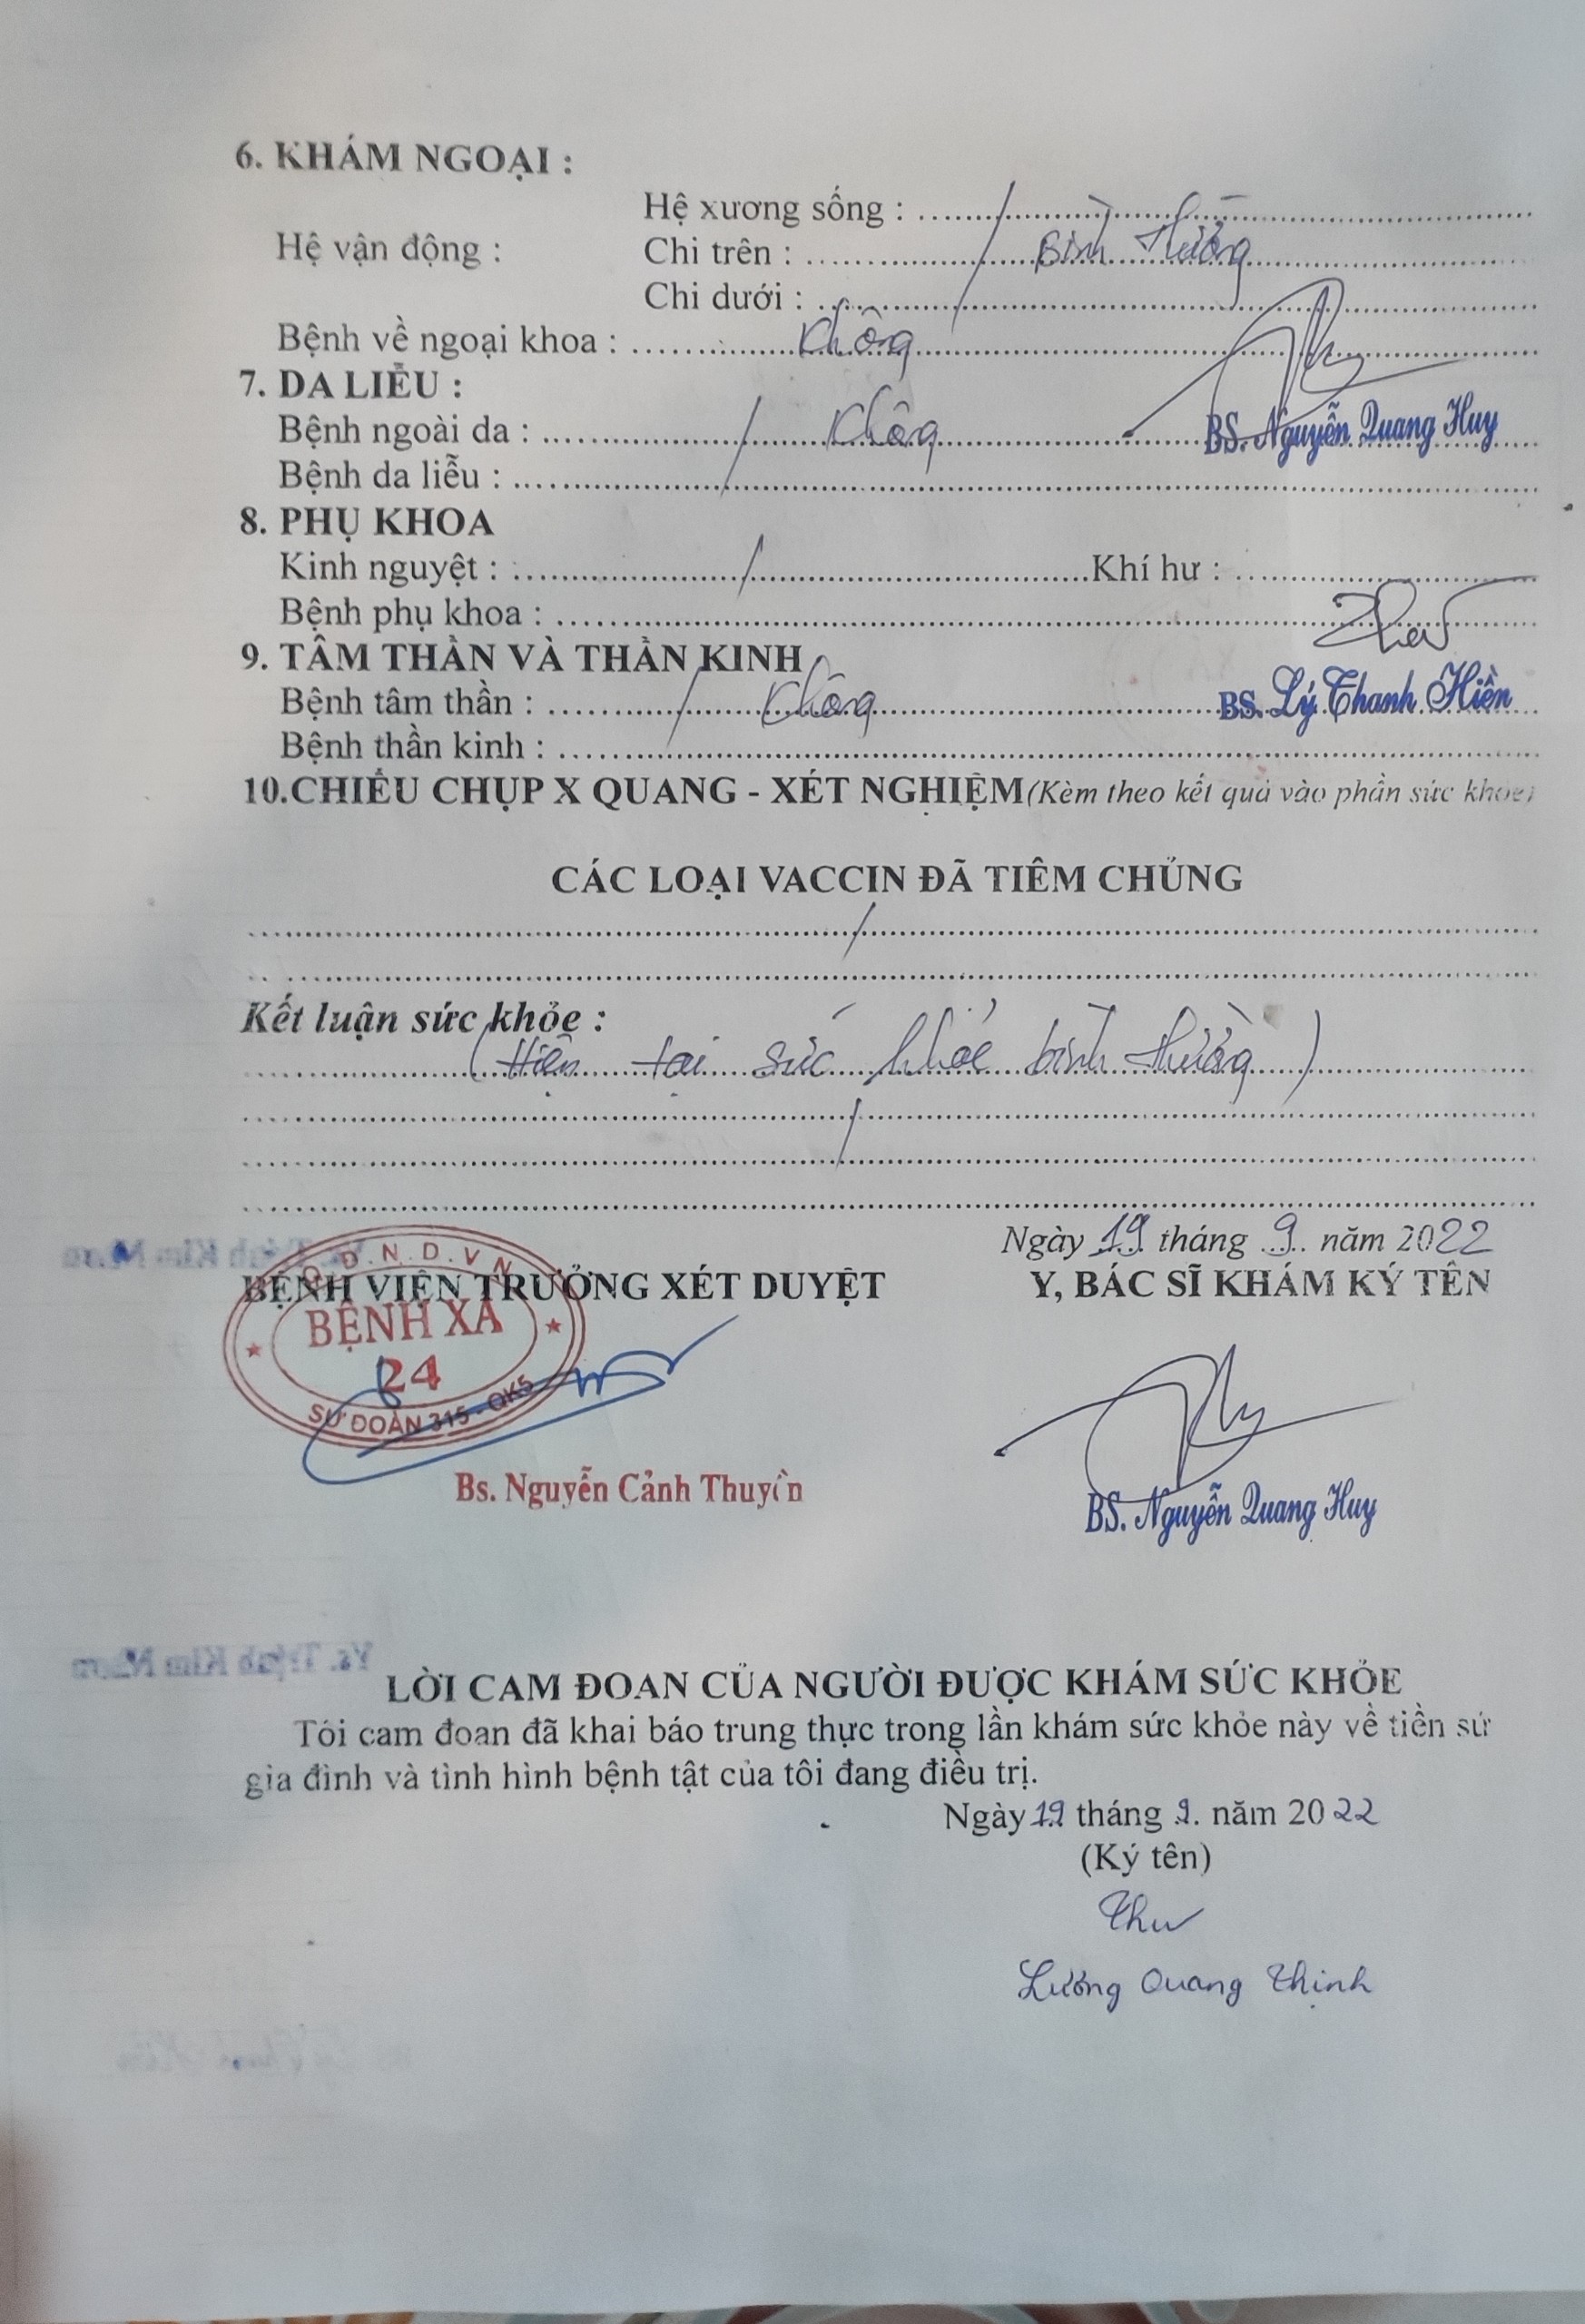 6. KHÁM NGOẠI :
Hệ xương sống : ......................
Hệ vận động : Chi trên : ............ Bình thường
Chi dưới : ......................
Bệnh về ngoại khoa : ............ Không
7. DA LIỄU :
Bệnh ngoài da : ............ Không ............ BS. Nguyễn Quang Huy
Bệnh da liễu : ......................
8. PHỤ KHOA
Kinh nguyệt : ............ / ............ Khí hư : ............
Bệnh phụ khoa : ......................
9. TÂM THẦN VÀ THẦN KINH
Bệnh tâm thần : ............ Không ............ BS. Lý Thanh Hiền
Bệnh thần kinh : ......................
10.CHIẾU CHỤP X QUANG - XÉT NGHIỆM (Kèm theo kết quả vào phần sức khỏe)
CÁC LOẠI VACCIN ĐÃ TIÊM CHỦNG
Kết luận sức khỏe :
(Hiện tại sức khỏe bình thường)
Ngày 19 tháng 9 năm 2022
BỆNH VIỆN TRƯỞNG XÉT DUYỆT Y, BÁC SĨ KHÁM KÝ TÊN
Q.Đ.N.D.V.N
BỆNH XÁ
24
SƯ ĐOÀN 315 - QK5
Bs. Nguyễn Cảnh Thuyên
BS. Nguyễn Quang Huy
Ys. Trịnh Kim Nhơn
LỜI CAM ĐOAN CỦA NGƯỜI ĐƯỢC KHÁM SỨC KHỎE
Tôi cam đoan đã khai báo trung thực trong lần khám sức khỏe này về tiền sử
gia đình và tình hình bệnh tật của tôi đang điều trị.
Ngày 19 tháng 9. năm 2022
(Ký tên)
Lương Quang Thịnh